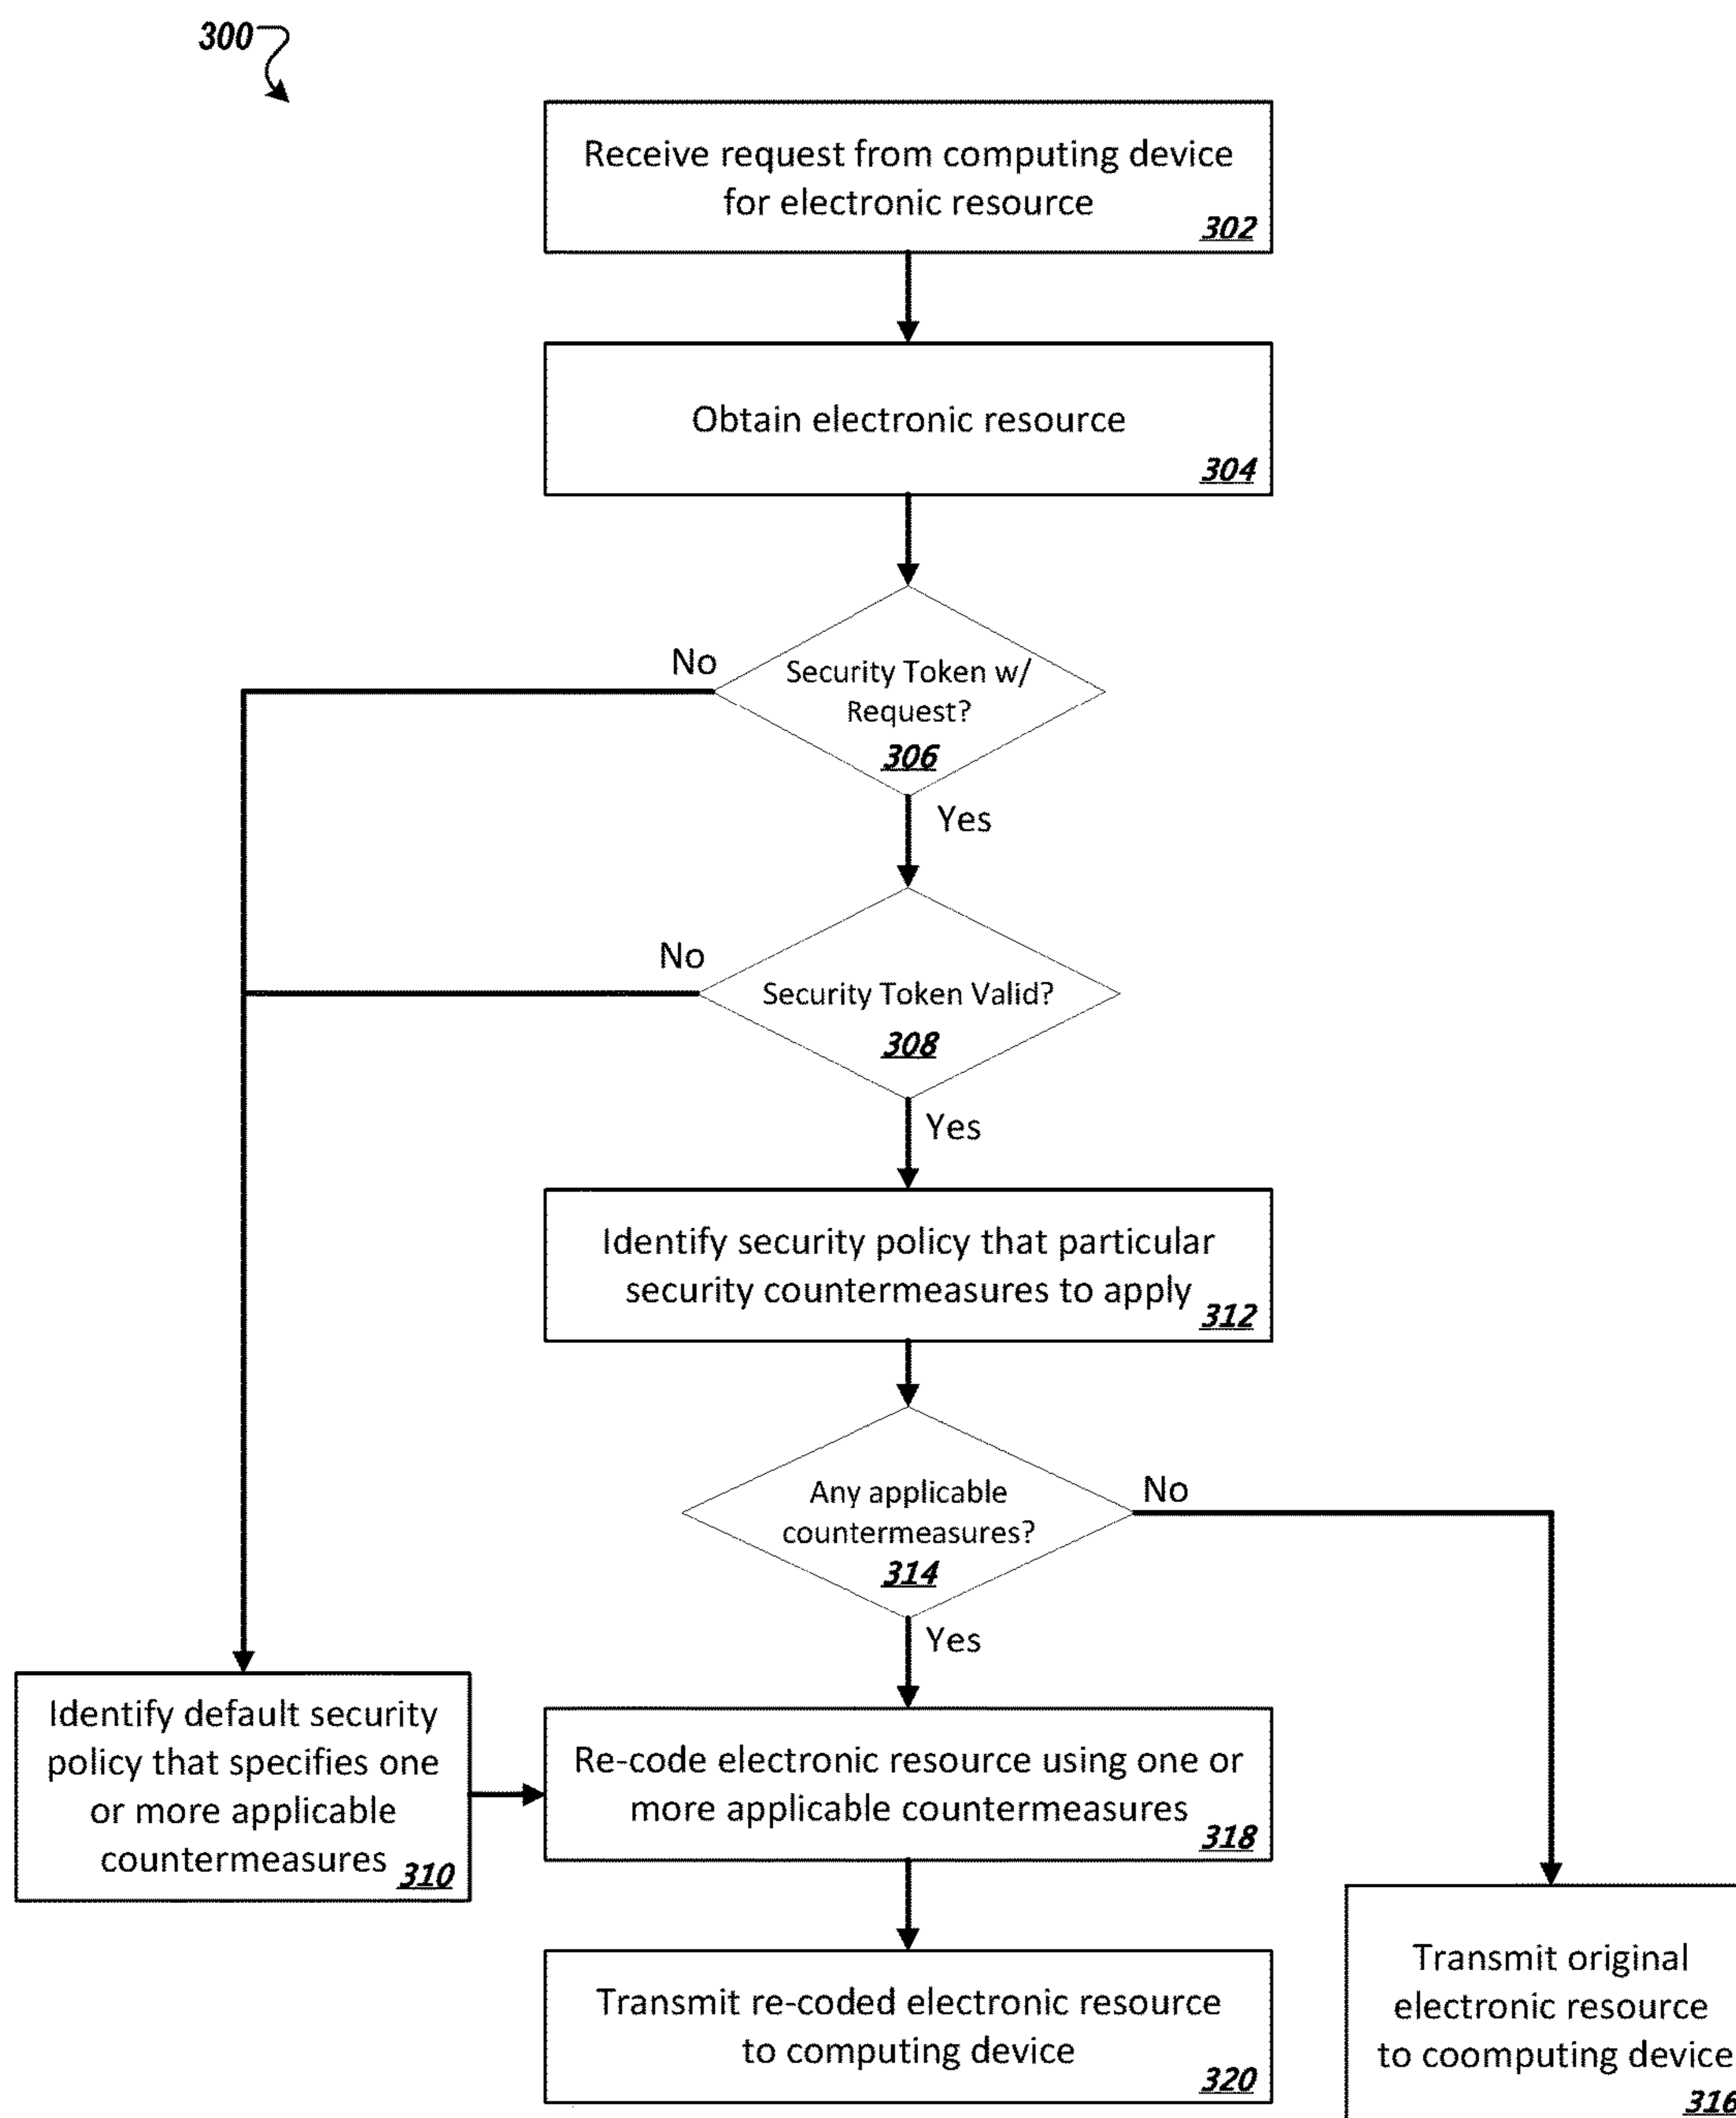 300
Receive request from computing device
for electronic resource
302
Obtain electronic resource
304
No
Security Token w/
Request?
306
Yes
No
Security Token Valid?
308
Yes
Identify security policy that particular
security countermeasures to apply
312
Any applicable
countermeasures?
314
No
Yes
Identify default security
policy that specifies one
or more applicable
countermeasures
310
Re-code electronic resource using one or
more applicable countermeasures
318
Transmit re-coded electronic resource
to computing device
320
Transmit original
electronic resource
to coomputing device
316